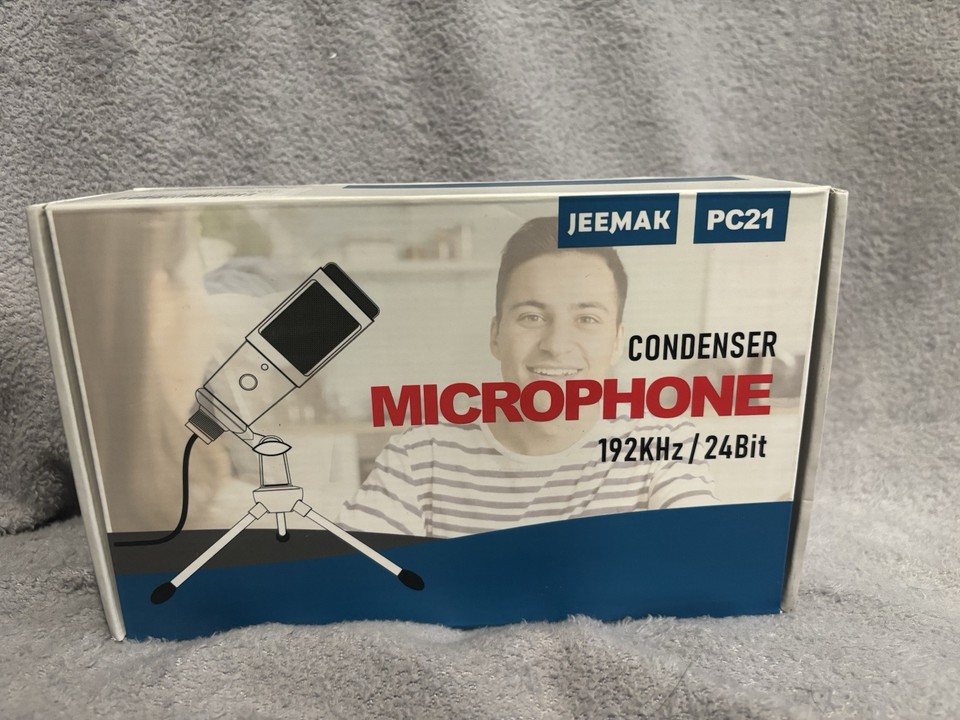 JEEMAK PC21
CONDENSER
MICROPHONE
192KHz / 24Bit